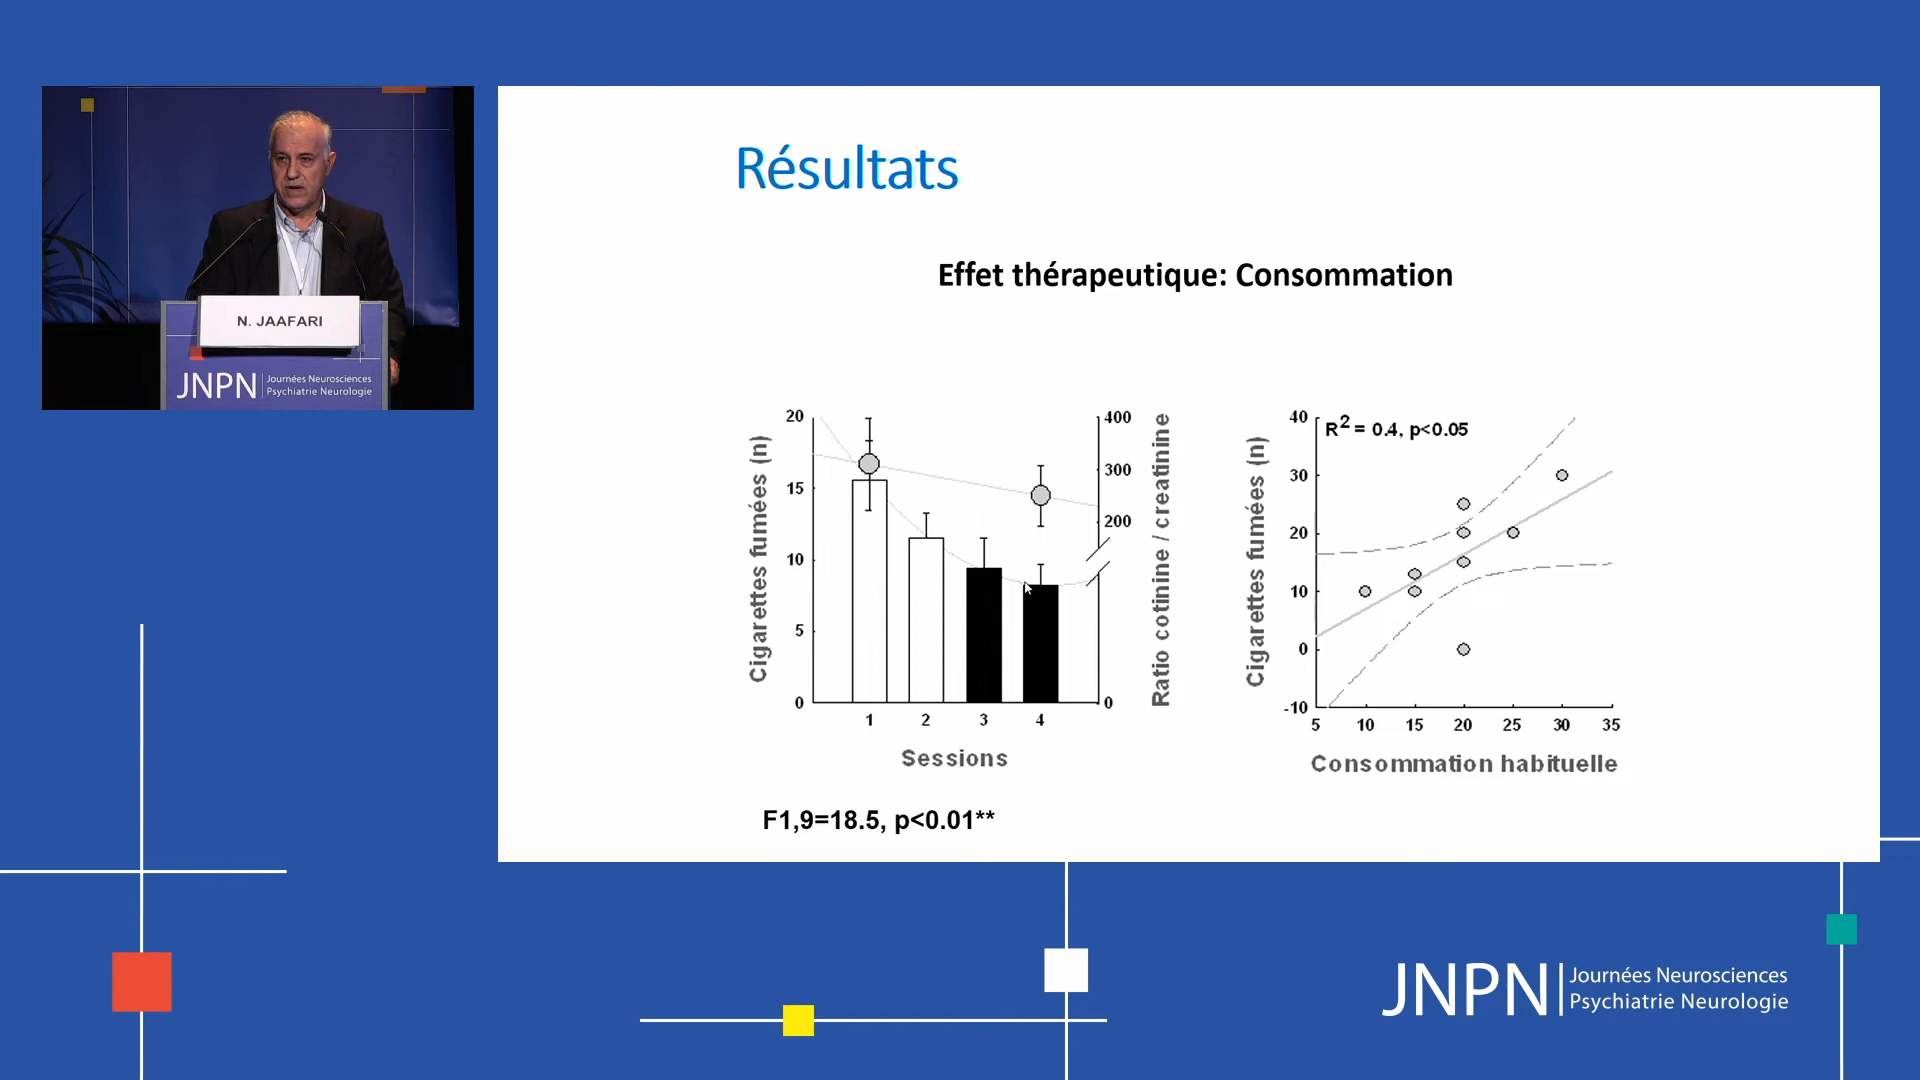 Résultats
Effet thérapeutique: Consommation
N. JAAFARI
JNPN Journées Neurosciences
Psychiatrie Neurologie
20
15
10
5
0
Cigarettes fumées (n)
400
300
200
0
Ratio cotinine / creatinine
1 2 3 4
Sessions
F1,9=18.5, p<0.01**
R2 = 0.4, p<0.05
40
30
20
10
0
-10
Cigarettes fumées (n)
5 10 15 20 25 30 35
Consommation habituelle
JNPN Journées Neurosciences
Psychiatrie Neurologie